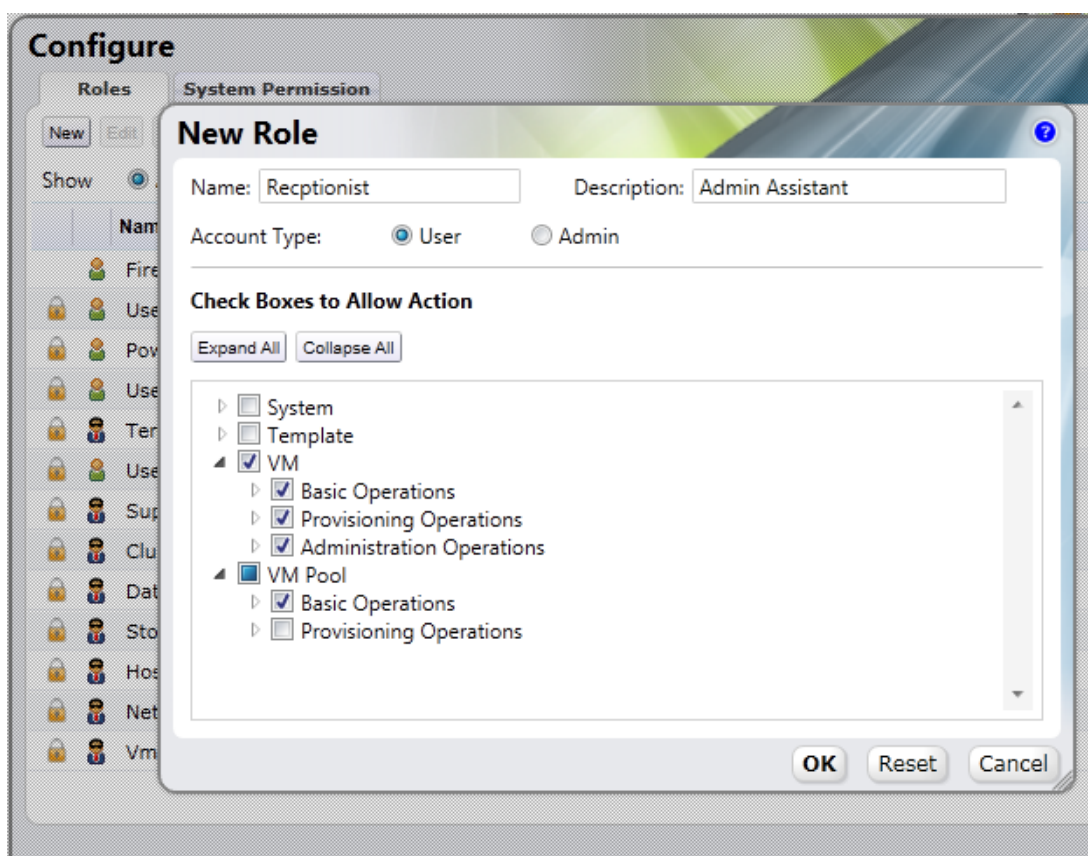 Configure
Roles System Permission
New Edit
Show
New Role ?
Name: Recptionist Description: Admin Assistant
Account Type: User Admin
Check Boxes to Allow Action
Expand All Collapse All
System
Template
VM
Basic Operations
Provisioning Operations
Administration Operations
VM Pool
Basic Operations
Provisioning Operations
Nam
Fire
Use
Pow
Use
Ter
Use
Sup
Clu
Dat
Sto
Hos
Net
Vm
OK Reset Cancel